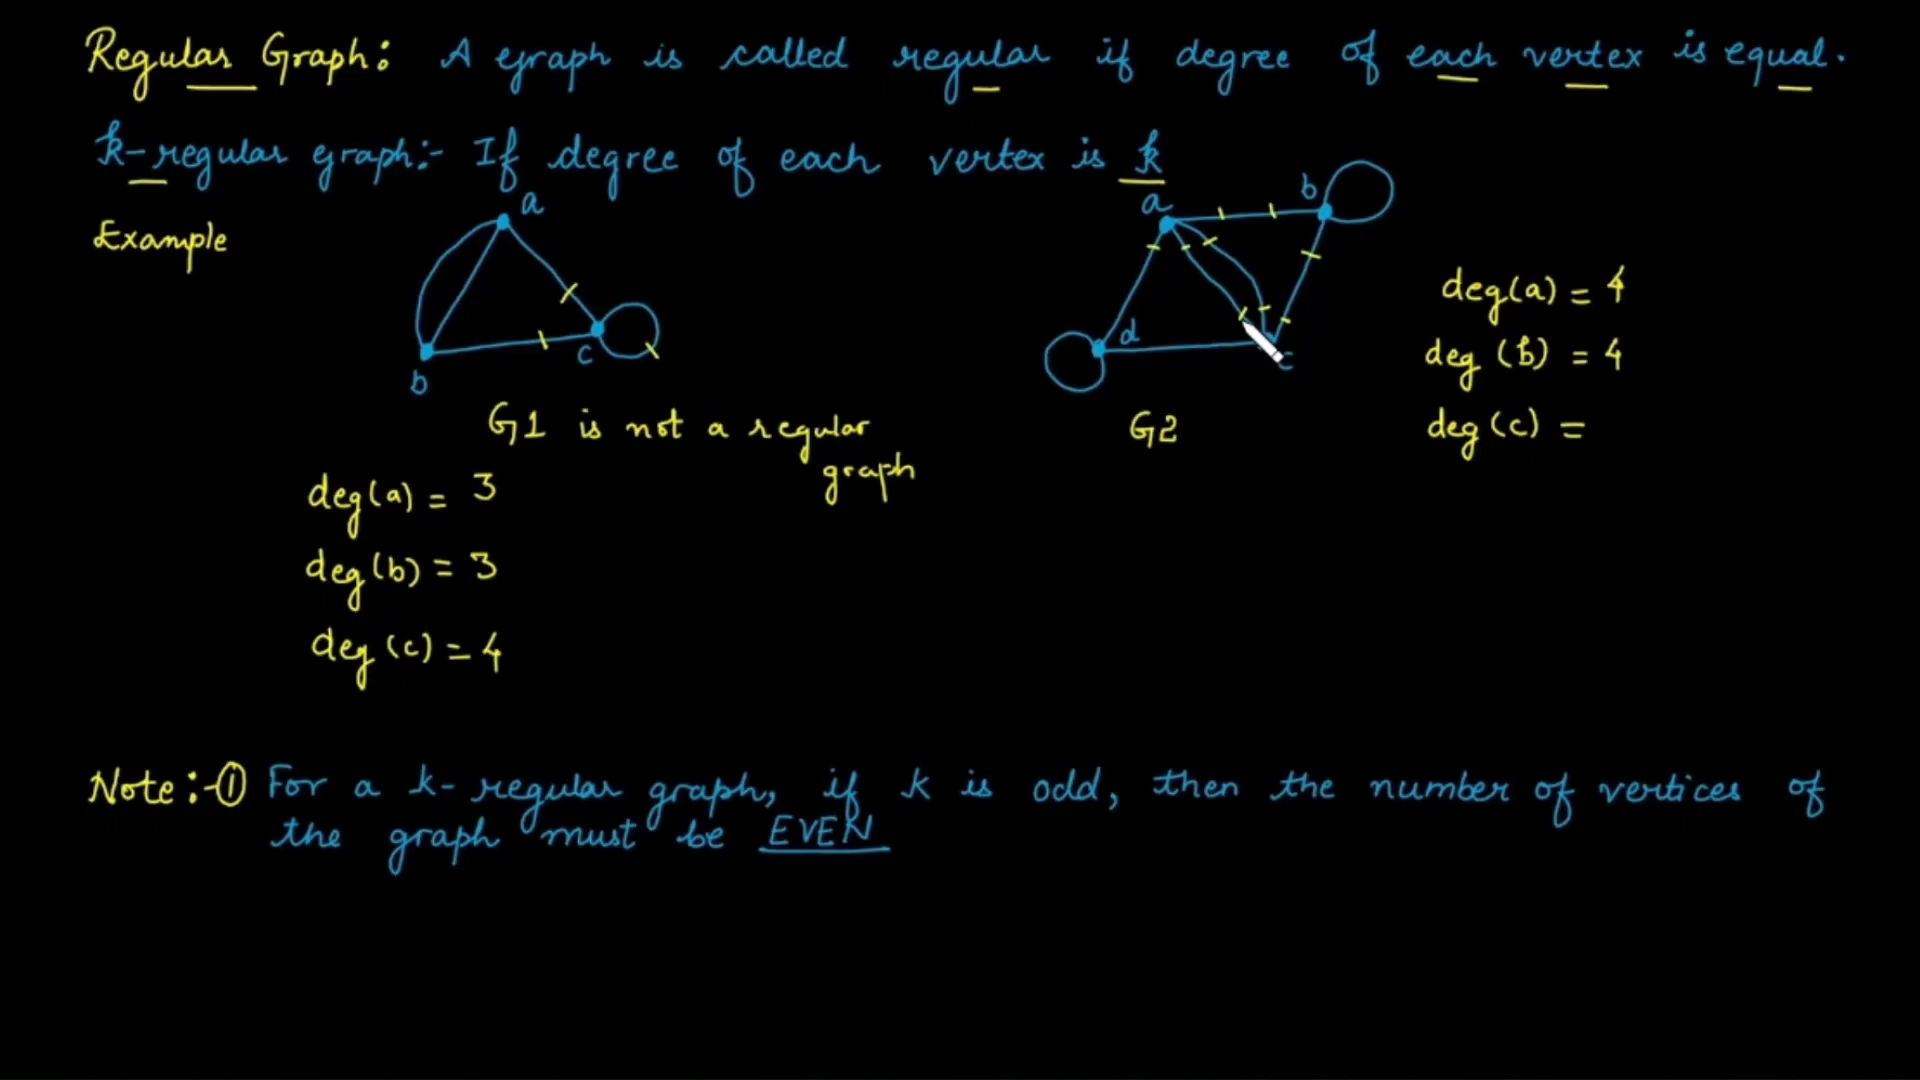 Regular Graph: A graph is called regular if degree of each vertex is equal.
k-regular graph:- If degree of each vertex is k
Example
a
b
c
G1 is not a regular
graph
deg(a) = 3
deg(b) = 3
deg(c) = 4
a
b
d
c
G2
deg(a) = 4
deg(b) = 4
deg(c) =
Note:-① For a k-regular graph, if k is odd, then the number of vertices of
the graph must be EVEN